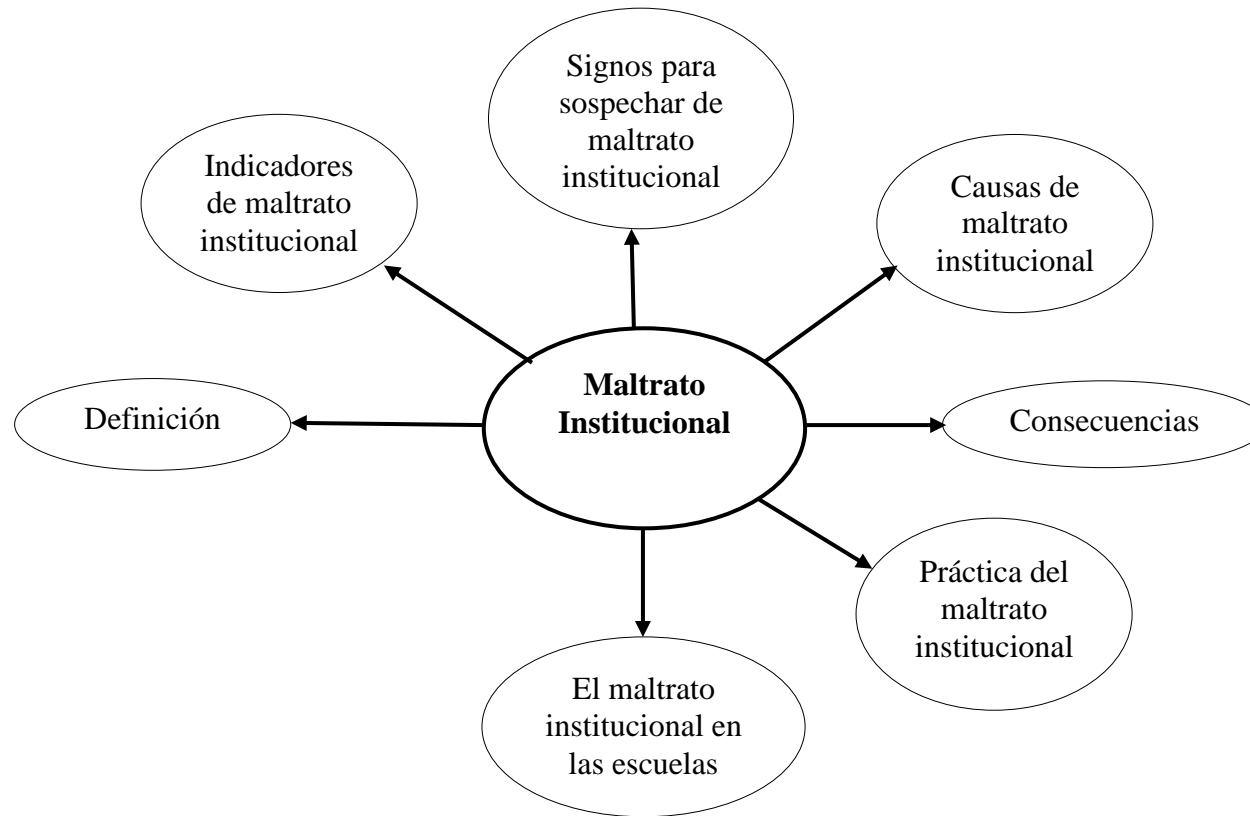 Signos para
sospechar de
maltrato
institucional
Indicadores
de maltrato
institucional
Causas de
maltrato
institucional
Maltrato
Institucional
Definición
Consecuencias
Práctica del
maltrato
institucional
El maltrato
institucional en
las escuelas